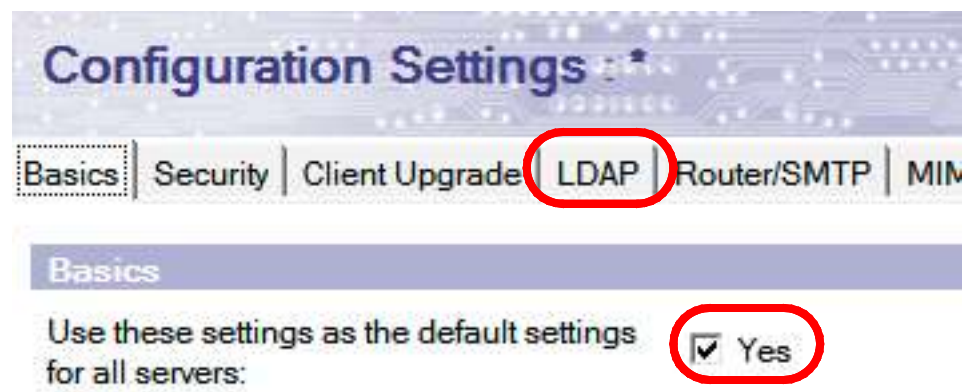 Configuration Settings : *
Basics Security Client Upgrade LDAP Router/SMTP MIM
Basics
Use these settings as the default settings
for all servers:
Yes